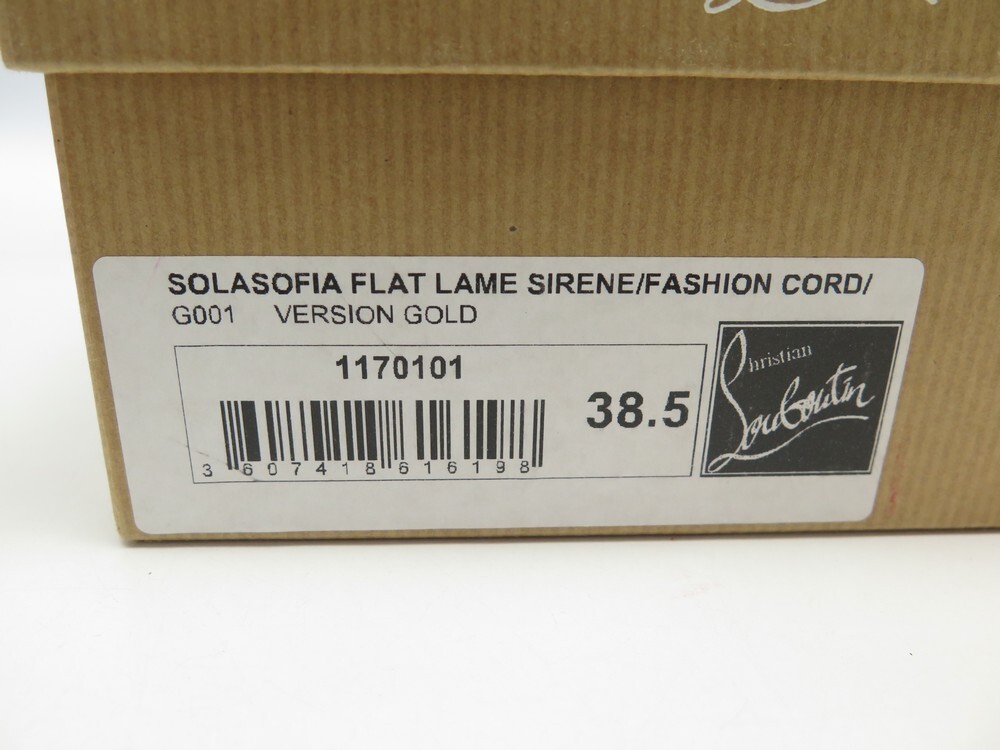 SOLASOFIA FLAT LAME SIRENE/FASHION CORD/
G001 VERSION GOLD
1170101
38.5
3 607418 616198
Christian
Louboutin